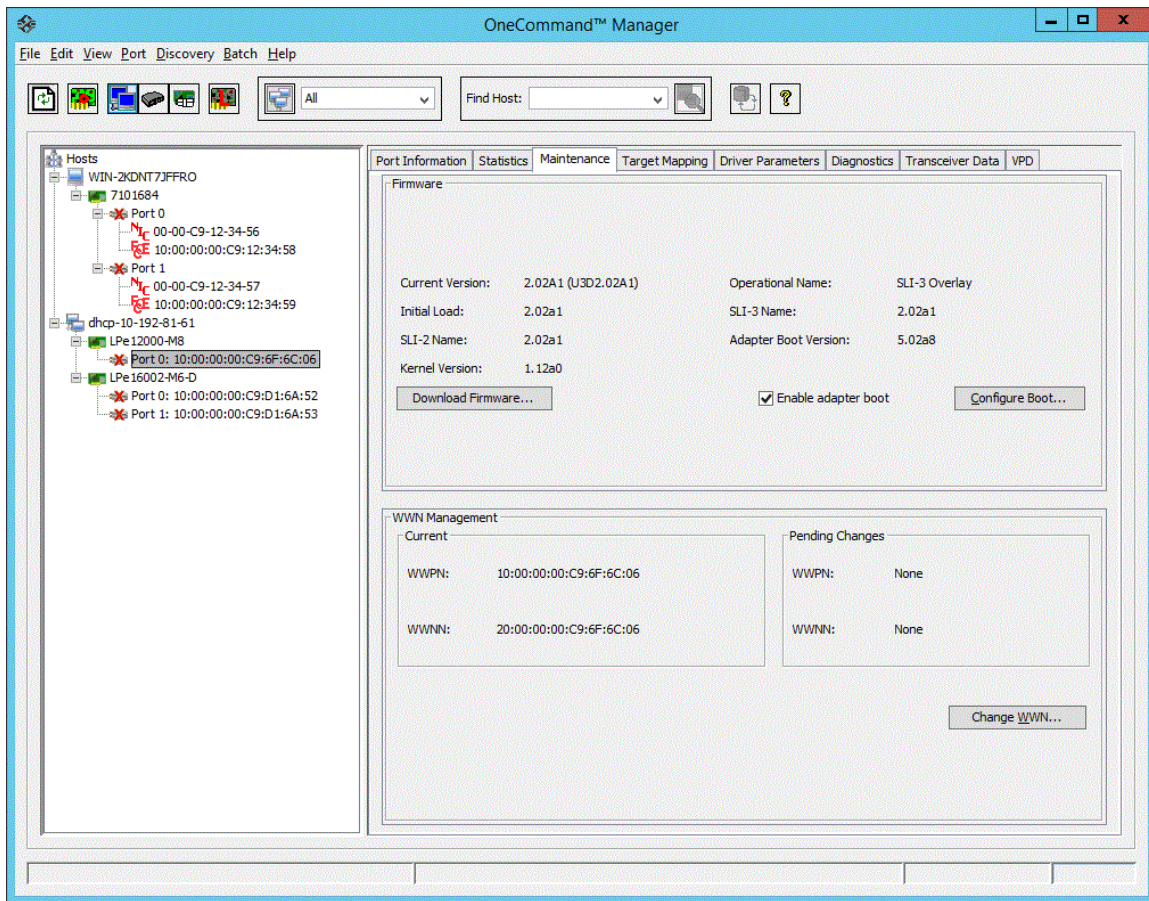 OneCommand™ Manager
File Edit View Port Discovery Batch Help
All
Find Host:
Hosts
WIN-2KDNT7JFFRO
7101684
Port 0
NIC 00-00-C9-12-34-56
FCoE 10:00:00:00:C9:12:34:58
Port 1
NIC 00-00-C9-12-34-57
FCoE 10:00:00:00:C9:12:34:59
dhcp-10-192-81-61
LPe12000-M8
Port 0: 10:00:00:00:C9:6F:6C:06
LPe16002-M6-D
Port 0: 10:00:00:00:C9:D1:6A:52
Port 1: 10:00:00:00:C9:D1:6A:53
Port Information Statistics Maintenance Target Mapping Driver Parameters Diagnostics Transceiver Data VPD
Firmware
Current Version: 2.02A1 (U3D2.02A1) Operational Name: SLI-3 Overlay
Initial Load: 2.02a1 SLI-3 Name: 2.02a1
SLI-2 Name: 2.02a1 Adapter Boot Version: 5.02a8
Kernel Version: 1.12a0
Download Firmware... Enable adapter boot Configure Boot...
WWN Management
Current Pending Changes
WWPN: 10:00:00:00:C9:6F:6C:06 WWPN: None
WWNN: 20:00:00:00:C9:6F:6C:06 WWNN: None
Change WWN...